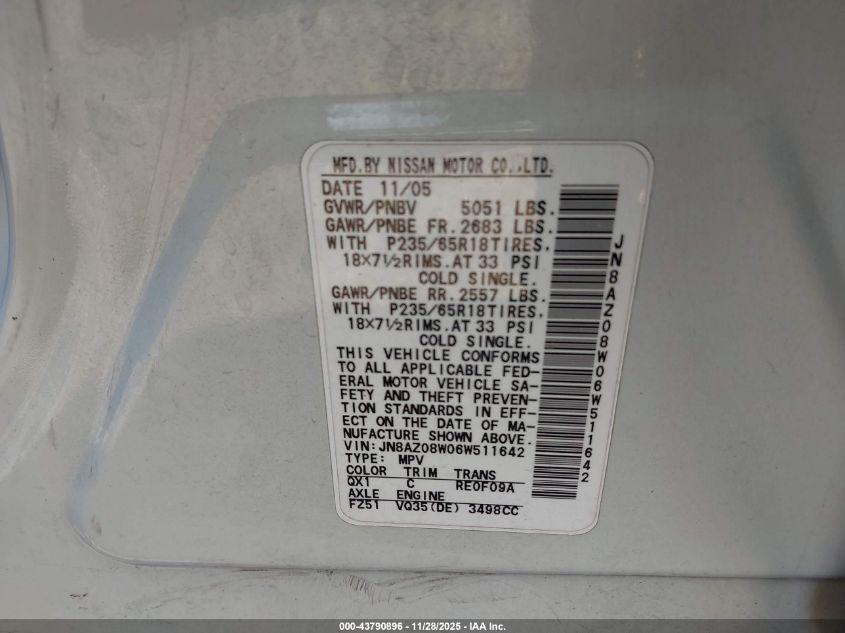 MFD.BY NISSAN MOTOR CO.,LTD.
DATE 11/05
GVWR/PNBV 5051 LBS.
GAWR/PNBE FR. 2683 LBS.
WITH P235/65R18TIRES,
18×7½RIMS.AT 33 PSI
COLD SINGLE.
GAWR/PNBE RR. 2557 LBS.
WITH P235/65R18TIRES,
18×7½RIMS.AT 33 PSI
COLD SINGLE.
THIS VEHICLE CONFORMS
TO ALL APPLICABLE FED-
ERAL MOTOR VEHICLE SA-
FETY AND THEFT PREVEN-
TION STANDARDS IN EFF-
ECT ON THE DATE OF MA-
NUFACTURE SHOWN ABOVE.
VIN:JN8AZ08W06W511642
TYPE: MPV
COLOR TRIM TRANS
QX1 C RE0F09A
AXLE ENGINE
FZ51 VQ35(DE) 3498CC
JN8AZ08W06W511642
000-43790896 - 11/28/2025 - IAA Inc.